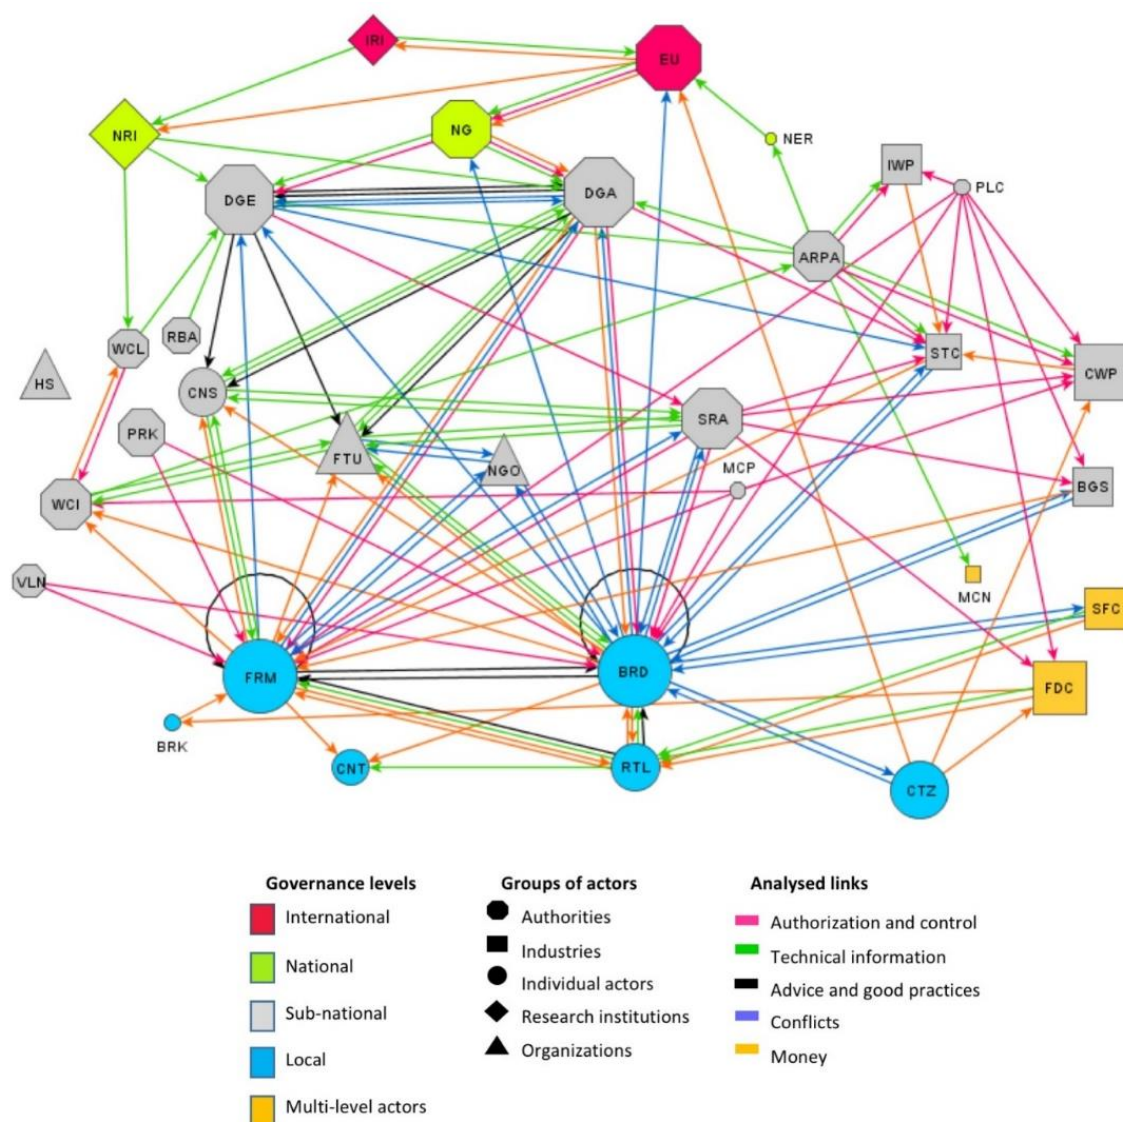 IRI
EU
NRI
NG
NER
IWP
PLC
DGE
DGA
ARPA
WCL
RBA
STC
HS
CNS
CWP
PRK
SRA
FTU
NGO
MCP
WCI
BGS
VLN
MCN
SFC
FRM
BRD
FDC
BRK
CNT
RTL
CTZ
Governance levels
International
National
Sub-national
Local
Multi-level actors
Groups of actors
Authorities
Industries
Individual actors
Research institutions
Organizations
Analysed links
Authorization and control
Technical information
Advice and good practices
Conflicts
Money